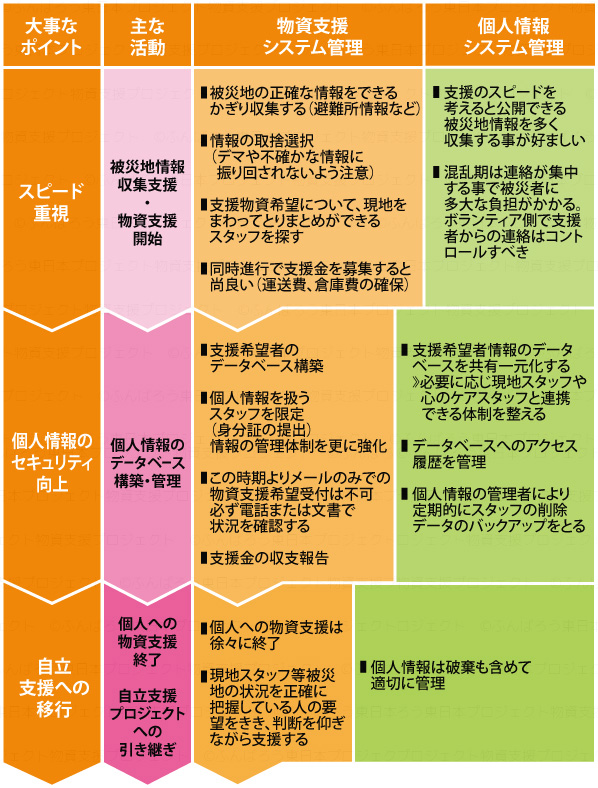 大事な
ポイント
主な
活動
物資支援
システム管理
個人情報
システム管理
スピード
重視
被災地情報
収集支援
・
物資支援
開始
∎被災地の正確な情報をできる
かぎり収集する（避難所情報など）
∎情報の取捨選択
（デマや不確かな情報に
振り回されないよう注意）
∎支援物資希望について、現地を
まわってとりまとめができる
スタッフを探す
∎同時進行で支援金を募集すると
尚良い（運送費、倉庫費の確保）
∎支援のスピードを
考えると公開できる
被災地情報を多く
収集する事が好ましい
∎混乱期は連絡が集中
する事で被災者に
多大な負担がかかる。
ボランティア側で支援
者からの連絡はコント
ロールすべき
個人情報の
セキュリティ
向上
個人情報の
データベース
構築・管理
∎支援希望者の
データベース構築
∎個人情報を扱う
スタッフを限定
（身分証の提出）
情報の管理体制を更に強化
∎この時期よりメールのみでの
物資支援希望受付は不可
必ず電話または文書で
状況を確認する
∎支援金の収支報告
∎支援希望者情報のデータ
ベースを共有一元化する
》必要に応じ現地スタッフや
心のケアスタッフと連携
できる体制を整える
∎データベースへのアクセス
履歴を管理
∎個人情報の管理者により
定期的にスタッフの削除
データのバックアップをとる
自立
支援への
移行
個人への
物資支援
終了
自立支援
プロジェクト
への
引き継ぎ
∎個人への物資支援は
徐々に終了
∎現地スタッフ等被災
地の状況を正確に
把握している人の要
望をきき、判断を仰ぎ
ながら支援する
∎個人情報は破棄も含めて
適切に管理